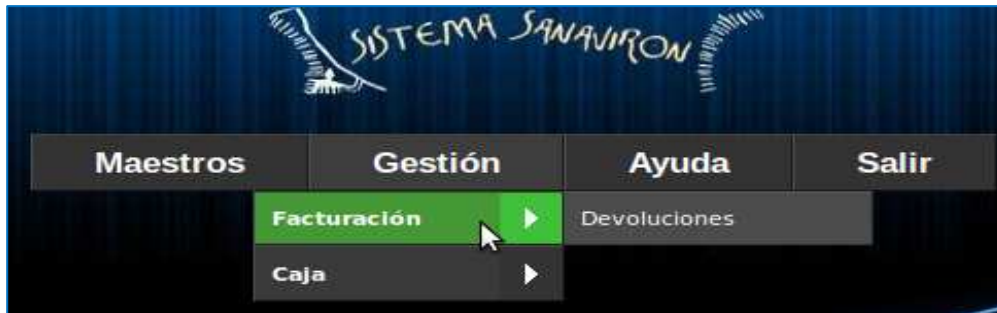 SISTEMA SANAVIRON
Maestros Gestión Ayuda Salir
Facturación Devoluciones
Caja